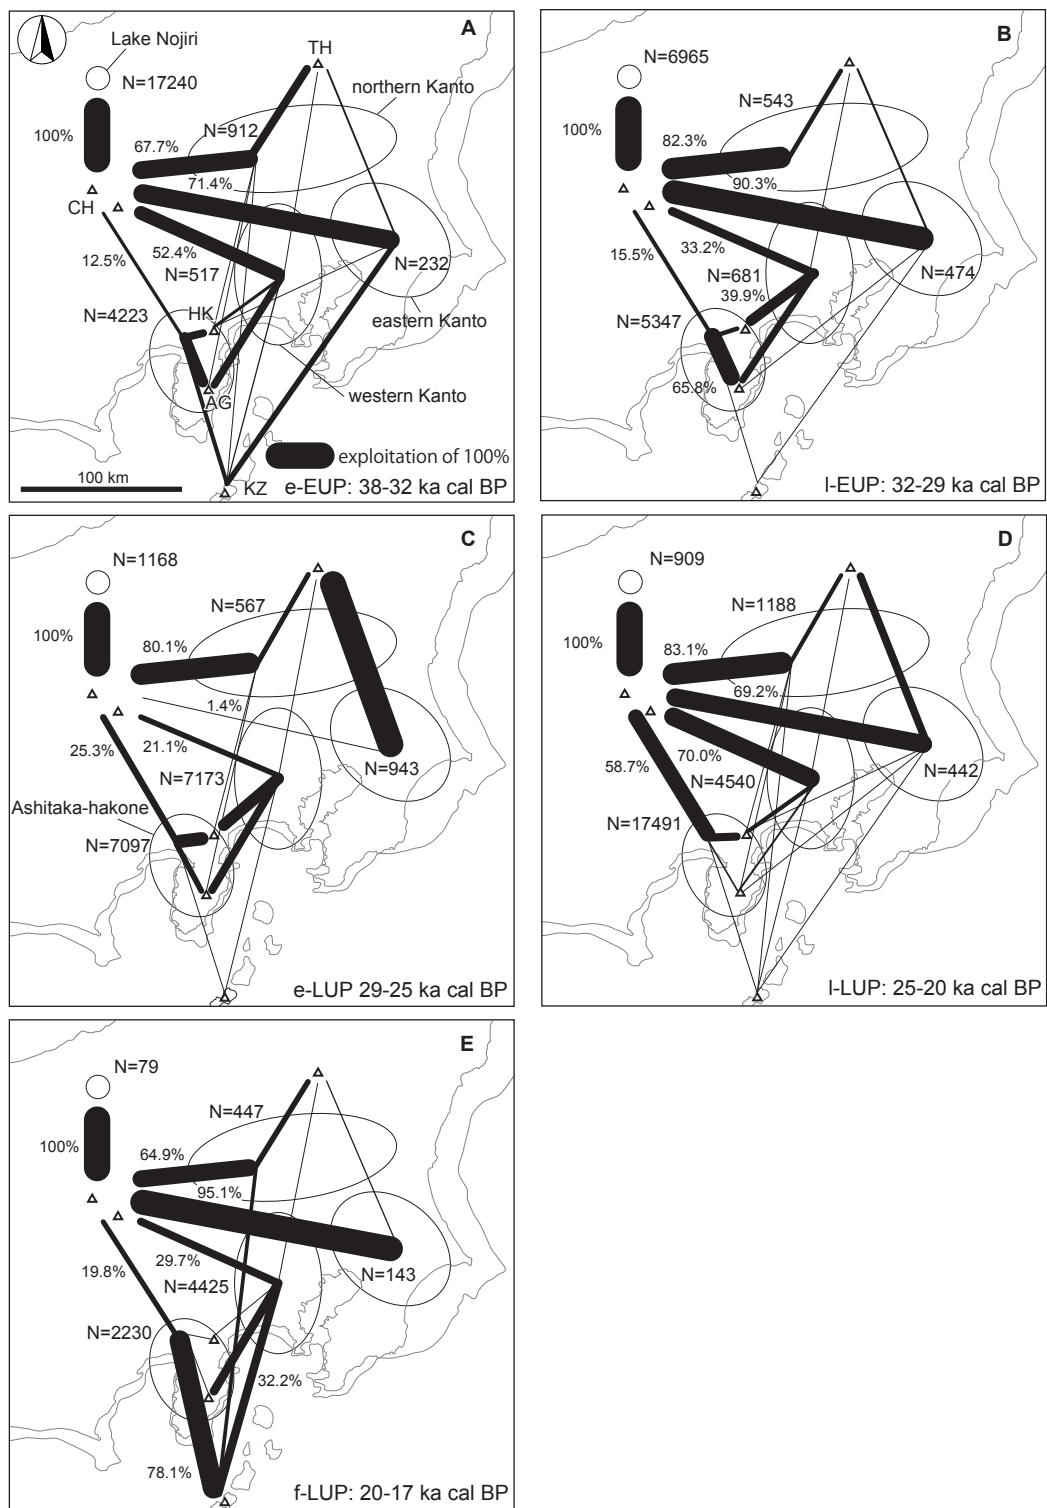 A
Lake Nojiri
TH
N=17240
northern Kanto
N=912
100%
67.7%
71.4%
CH
12.5%
52.4%
N=517
N=232
N=4223
HK
eastern Kanto
AG
western Kanto
exploitation of 100%
100 km
KZ
e-EUP: 38-32 ka cal BP
B
N=6965
N=543
100%
82.3%
90.3%
15.5%
33.2%
N=681
N=474
39.9%
N=5347
65.8%
l-EUP: 32-29 ka cal BP
C
N=1168
N=567
100%
80.1%
1.4%
25.3%
21.1%
N=7173
N=943
Ashitaka-hakone
N=7097
e-LUP 29-25 ka cal BP
D
N=909
N=1188
100%
83.1%
69.2%
58.7%
70.0%
N=4540
N=442
N=17491
l-LUP: 25-20 ka cal BP
E
N=79
N=447
100%
64.9%
95.1%
19.8%
29.7%
N=4425
N=143
N=2230
32.2%
78.1%
f-LUP: 20-17 ka cal BP